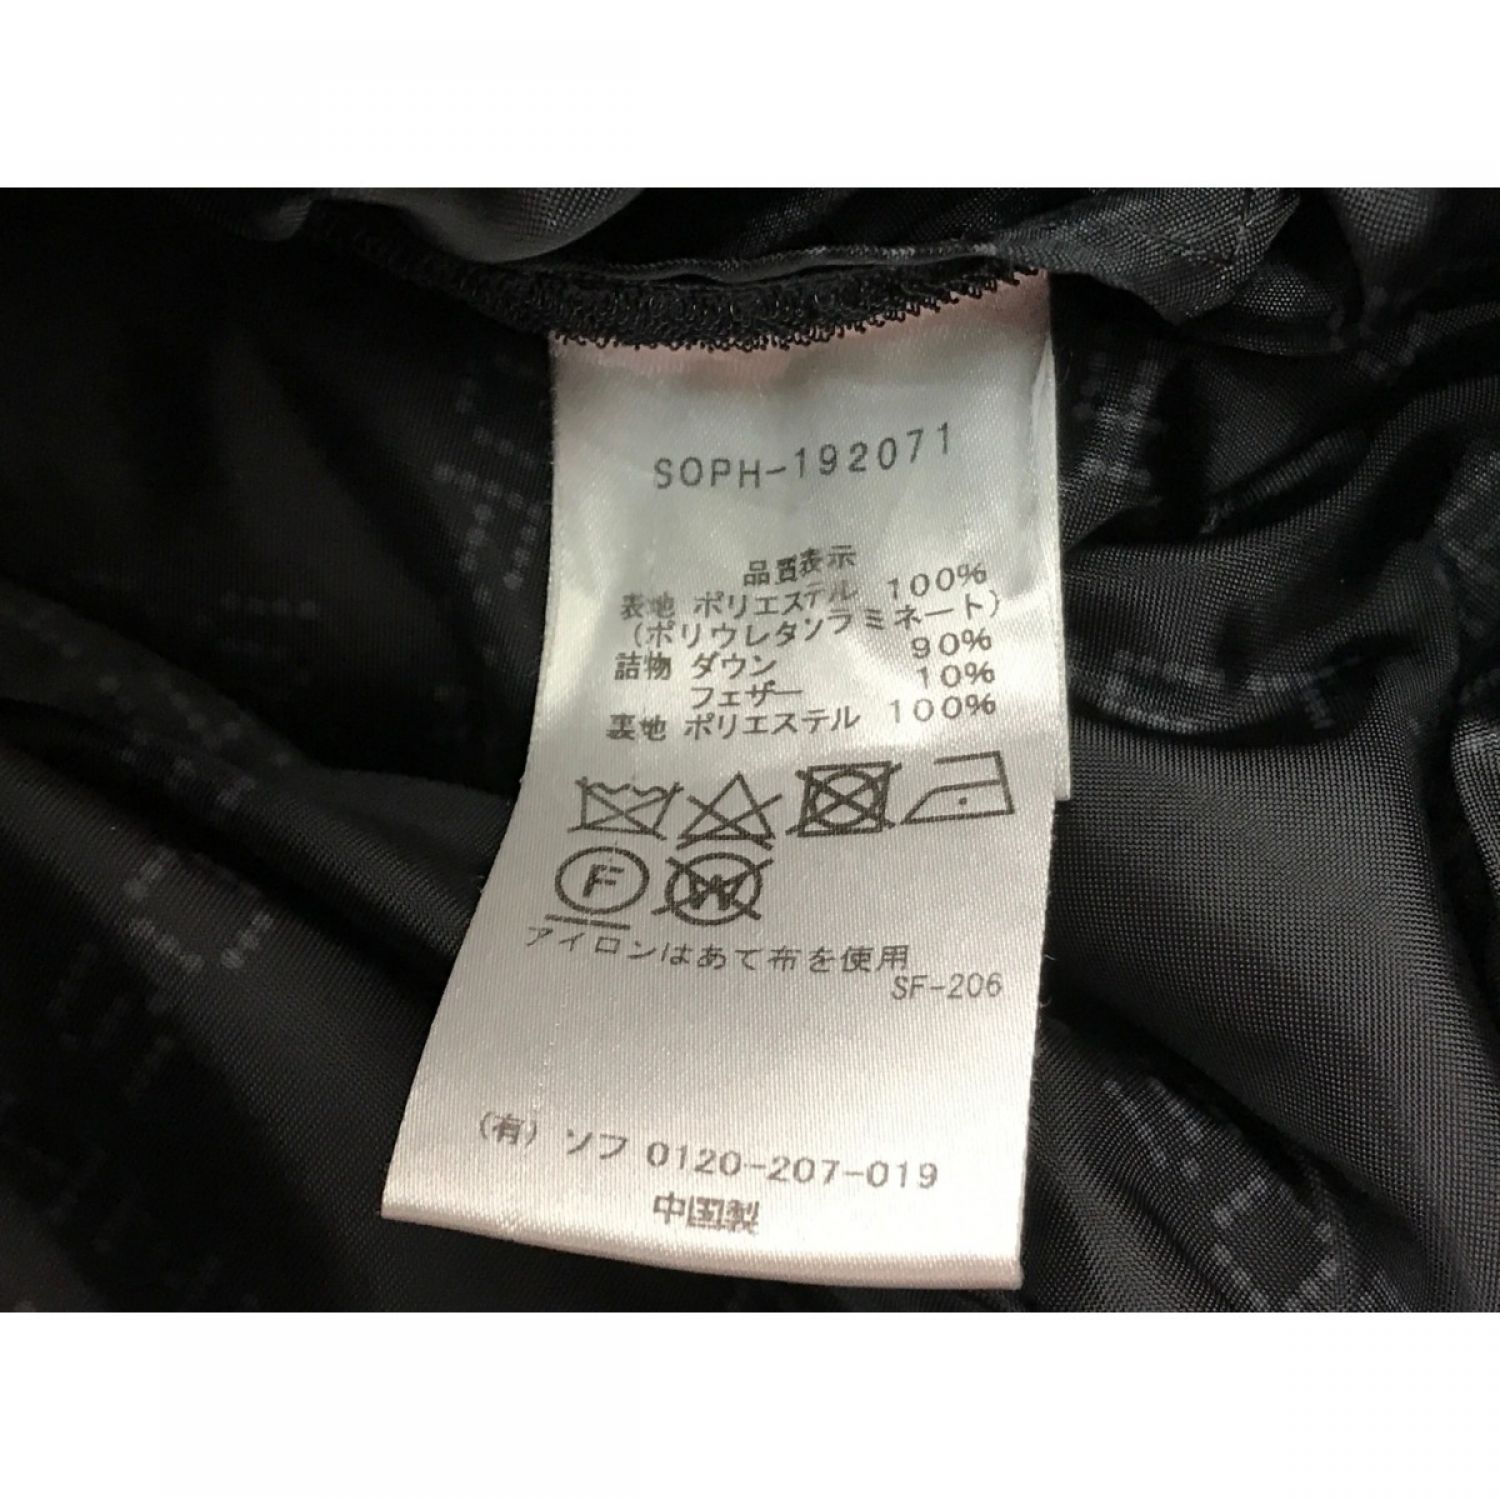 SOPH-192071
品質表示
表地 ポリエステル 100%
(ポリウレタンラミネート)
詰物 ダウン 90%
フェザー 10%
裏地 ポリエステル 100%
F W
アイロンはあて布を使用
SF-206
(有) ソフ 0120-207-019
中国製